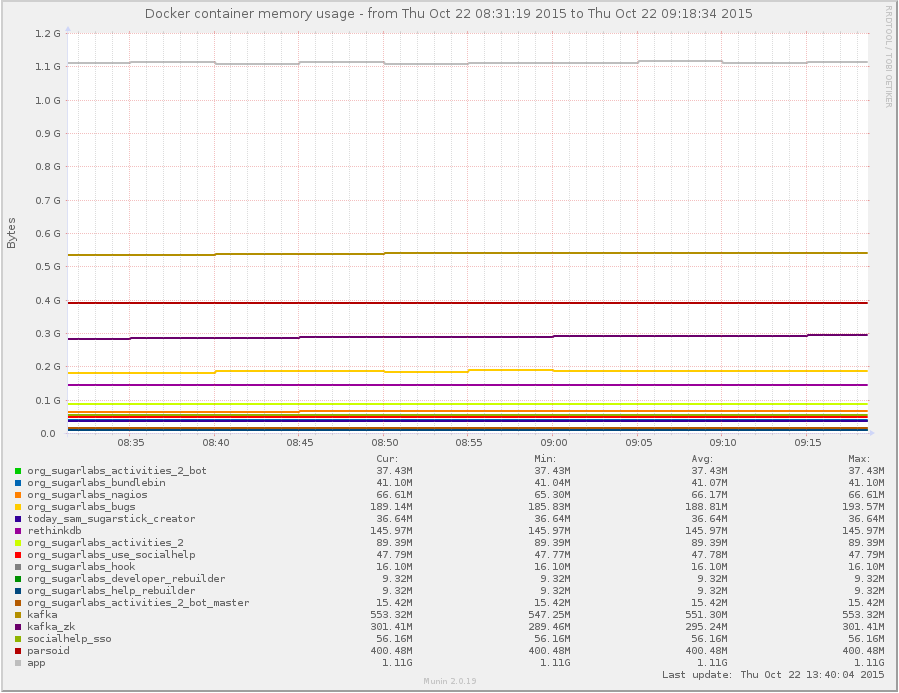 Docker container memory usage - from Thu Oct 22 08:31:19 2015 to Thu Oct 22 09:18:34 2015
RRDTOOL / TOBI OETIKER
Bytes
1.2 G
1.1 G
1.0 G
0.9 G
0.8 G
0.7 G
0.6 G
0.5 G
0.4 G
0.3 G
0.2 G
0.1 G
0.0
08:35 08:40 08:45 08:50 08:55 09:00 09:05 09:10 09:15
Cur: Min: Avg: Max:
org_sugarlabs_activities_2_bot 37.43M 37.43M 37.43M 37.43M
org_sugarlabs_bundlebin 41.10M 41.04M 41.07M 41.10M
org_sugarlabs_nagios 66.61M 65.30M 66.17M 66.61M
org_sugarlabs_bugs 189.14M 185.83M 188.81M 193.57M
today_sam_sugarstick_creator 36.64M 36.64M 36.64M 36.64M
rethinkdb 145.97M 145.97M 145.97M 145.97M
org_sugarlabs_activities_2 89.39M 89.39M 89.39M 89.39M
org_sugarlabs_use_socialhelp 47.79M 47.77M 47.78M 47.79M
org_sugarlabs_hook 16.10M 16.10M 16.10M 16.10M
org_sugarlabs_developer_rebuilder 9.32M 9.32M 9.32M 9.32M
org_sugarlabs_help_rebuilder 9.32M 9.32M 9.32M 9.32M
org_sugarlabs_activities_2_bot_master 15.42M 15.42M 15.42M 15.42M
kafka 553.32M 547.25M 551.30M 553.32M
kafka_zk 301.41M 289.46M 295.24M 301.41M
socialhelp_sso 56.16M 56.16M 56.16M 56.16M
parsoid 400.48M 400.48M 400.48M 400.48M
app 1.11G 1.11G 1.11G 1.11G
Last update: Thu Oct 22 13:40:04 2015
Munin 2.0.19